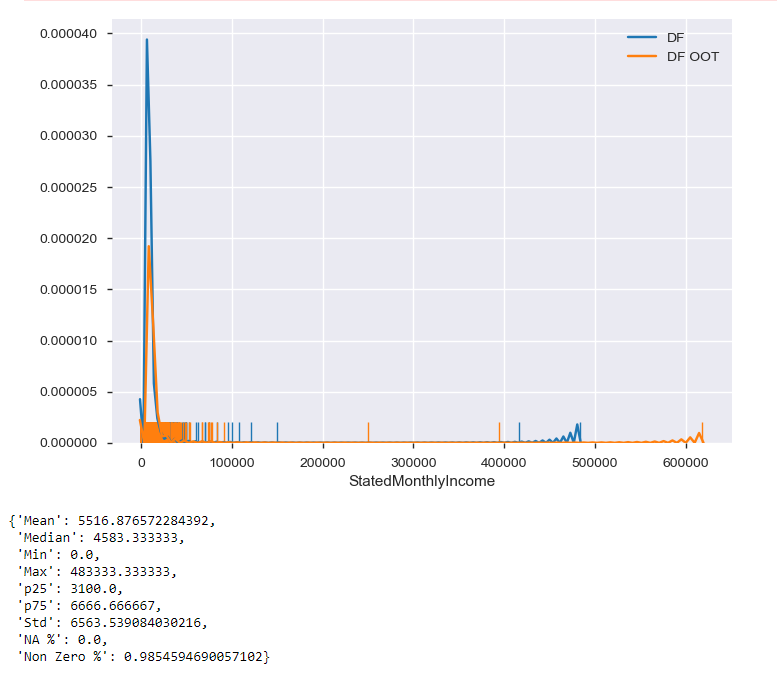 0.000040
DF
DF OOT
0.000035
0.000030
0.000025
0.000020
0.000015
0.000010
0.000005
0.000000
0 100000 200000 300000 400000 500000 600000
StatedMonthlyIncome
{'Mean': 5516.876572284392,
'Median': 4583.333333,
'Min': 0.0,
'Max': 483333.333333,
'p25': 3100.0,
'p75': 6666.666667,
'Std': 6563.539084030216,
'NA %': 0.0,
'Non Zero %': 0.9854594690057102}